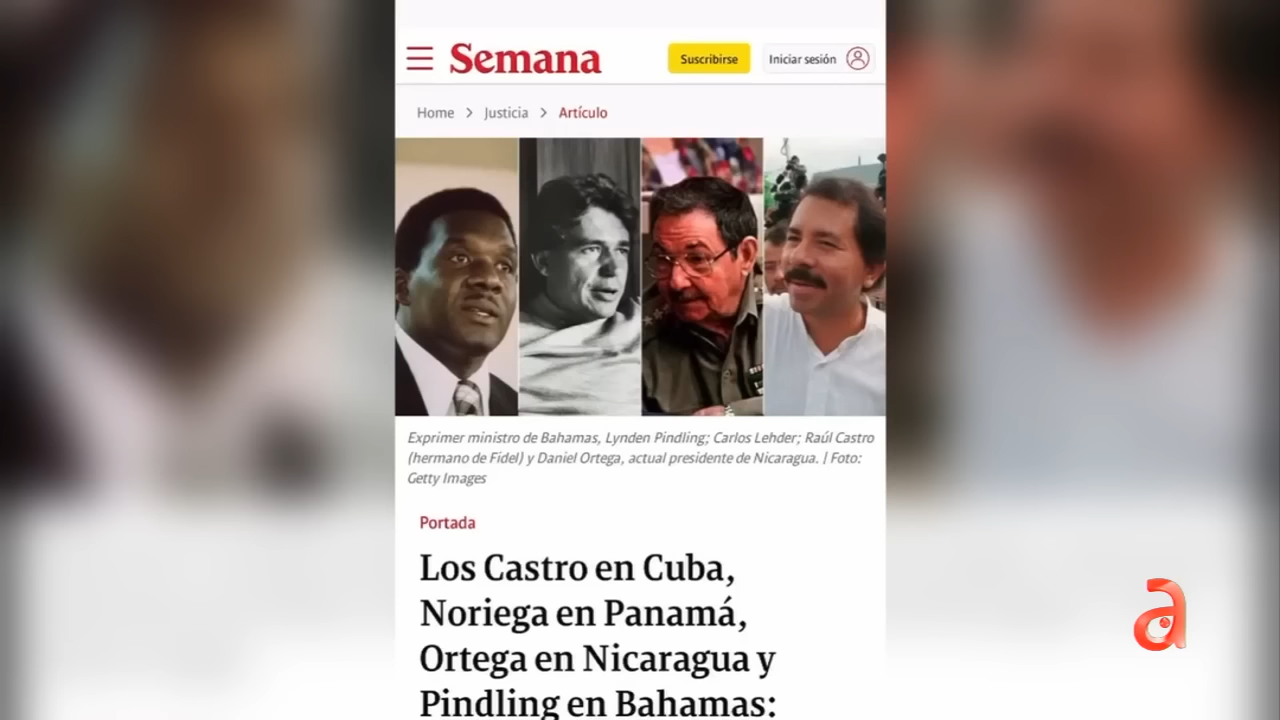 Semana
Suscribirse
Iniciar sesión
Home > Justicia > Artículo
Exprimer ministro de Bahamas, Lynden Pindling; Carlos Lehder; Raúl Castro
(hermano de Fidel) y Daniel Ortega, actual presidente de Nicaragua. | Foto:
Getty Images
Portada
Los Castro en Cuba,
Noriega en Panamá,
Ortega en Nicaragua y
Pindling en Bahamas:
a